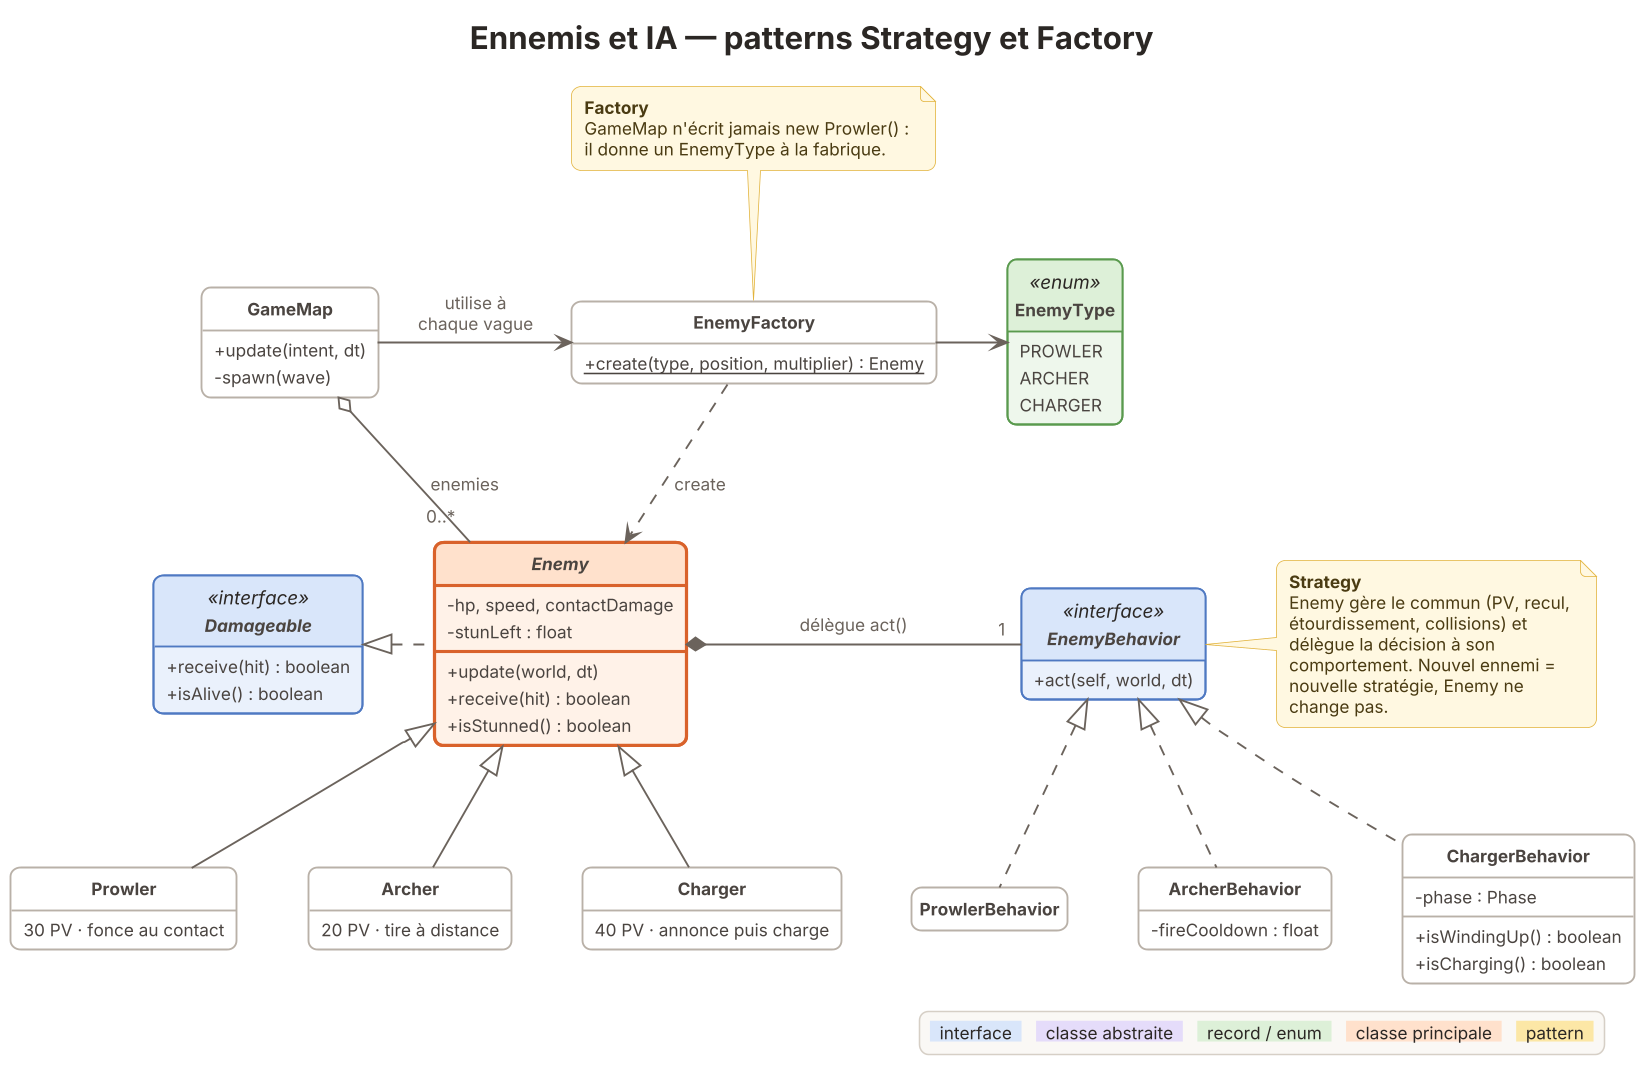 Ennemis et IA — patterns Strategy et Factory
Factory
GameMap n'écrit jamais new Prowler() :
il donne un EnemyType à la fabrique.
GameMap
+update(intent, dt)
-spawn(wave)
utilise à
chaque vague
EnemyFactory
+create(type, position, multiplier) : Enemy
«enum»
EnemyType
PROWLER
ARCHER
CHARGER
enemies
0..*
create
«interface»
Damageable
+receive(hit) : boolean
+isAlive() : boolean
Enemy
-hp, speed, contactDamage
-stunLeft : float
+update(world, dt)
+receive(hit) : boolean
+isStunned() : boolean
délègue act()
1
«interface»
EnemyBehavior
+act(self, world, dt)
Strategy
Enemy gère le commun (PV, recul,
étourdissement, collisions) et
délègue la décision à son
comportement. Nouvel ennemi =
nouvelle stratégie, Enemy ne
change pas.
Prowler
30 PV · fonce au contact
Archer
20 PV · tire à distance
Charger
40 PV · annonce puis charge
ProwlerBehavior
ArcherBehavior
-fireCooldown : float
ChargerBehavior
-phase : Phase
+isWindingUp() : boolean
+isCharging() : boolean
interface classe abstraite record / enum classe principale pattern